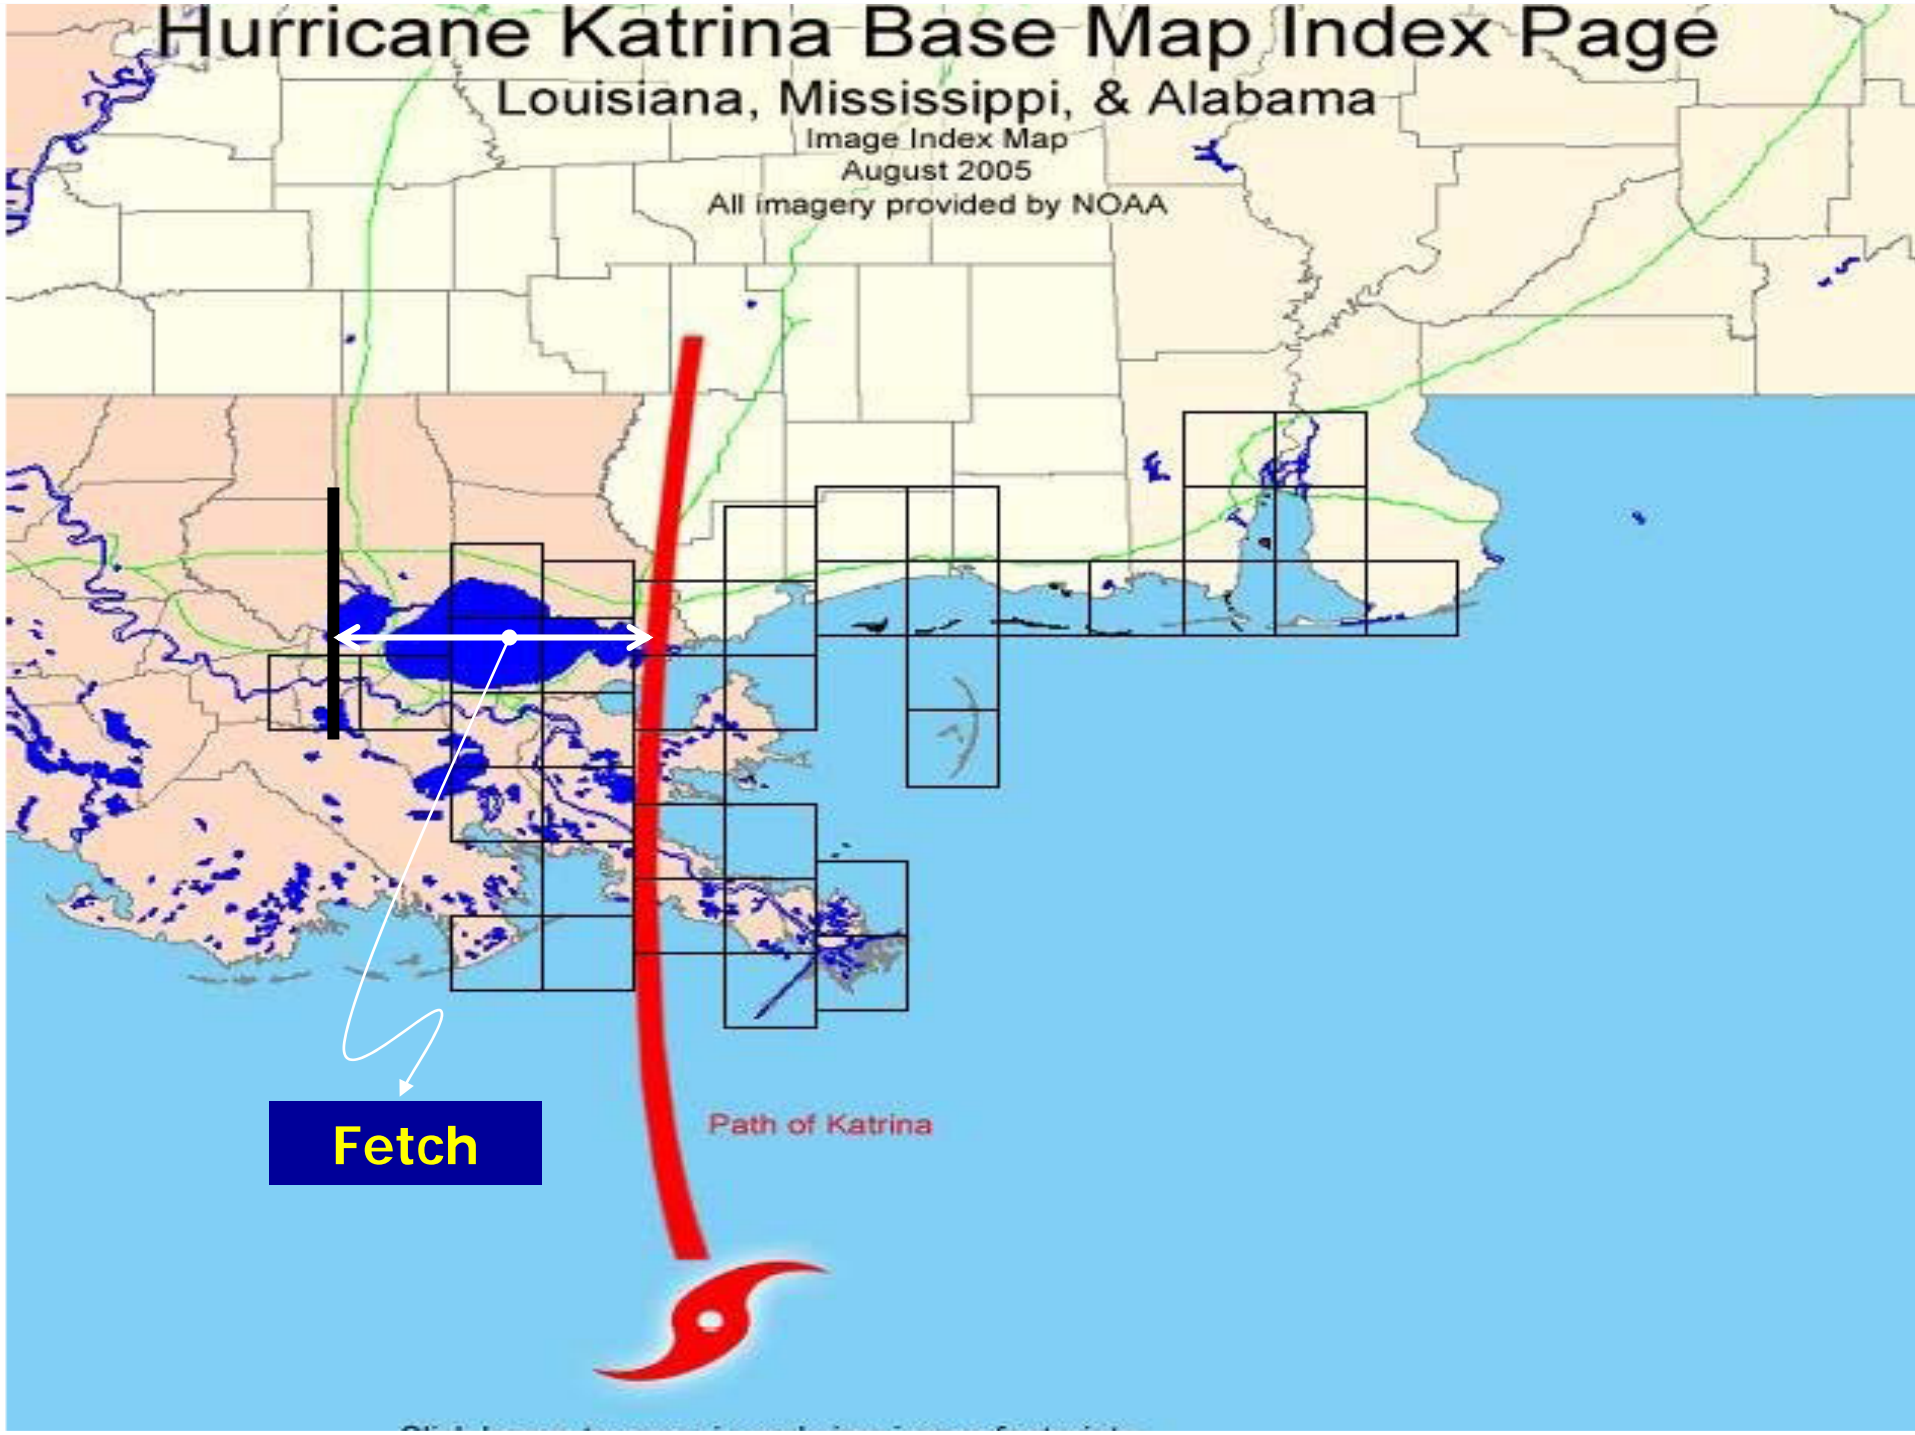 Hurricane Katrina Base Map Index Page
Louisiana, Mississippi, & Alabama
Image Index Map
August 2005
All imagery provided by NOAA
Path of Katrina
Fetch